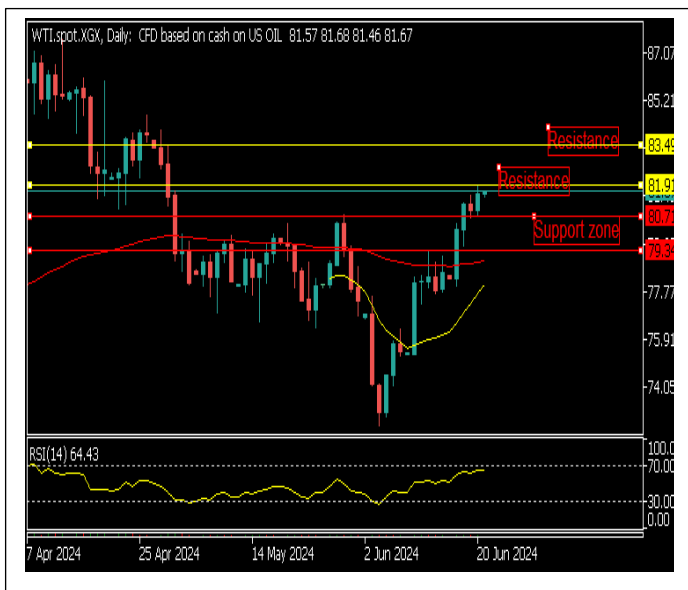 WTI.spot.XGX, Daily: CFD based on cash on US OIL 81.57 81.68 81.46 81.67
87.07
85.21
Resistance
83.49
Resistance
81.91
80.71
Support zone
79.34
77.77
75.91
74.05
RSI(14) 64.43
100.0
70.00
30.00
0.00
7 Apr 2024
25 Apr 2024
14 May 2024
2 Jun 2024
20 Jun 2024